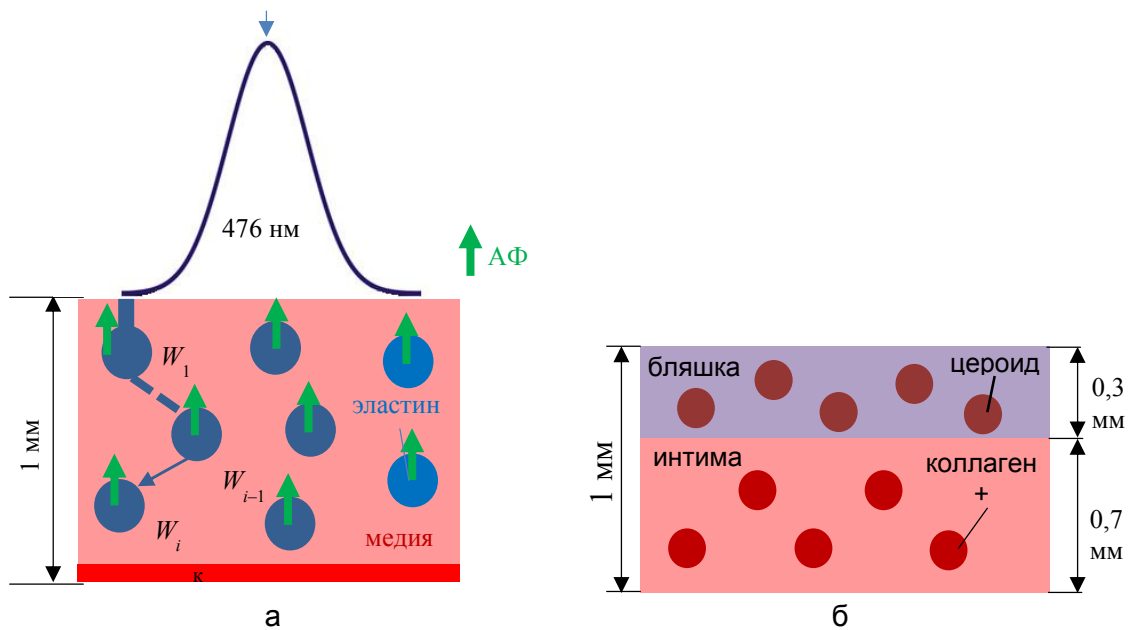 476 нм
АФ
W1
эластин
1 мм
Wi–1
Wi
медия
к
а
бляшка
цероид
0,3
мм
интима
коллаген
+
1 мм
0,7
мм
б